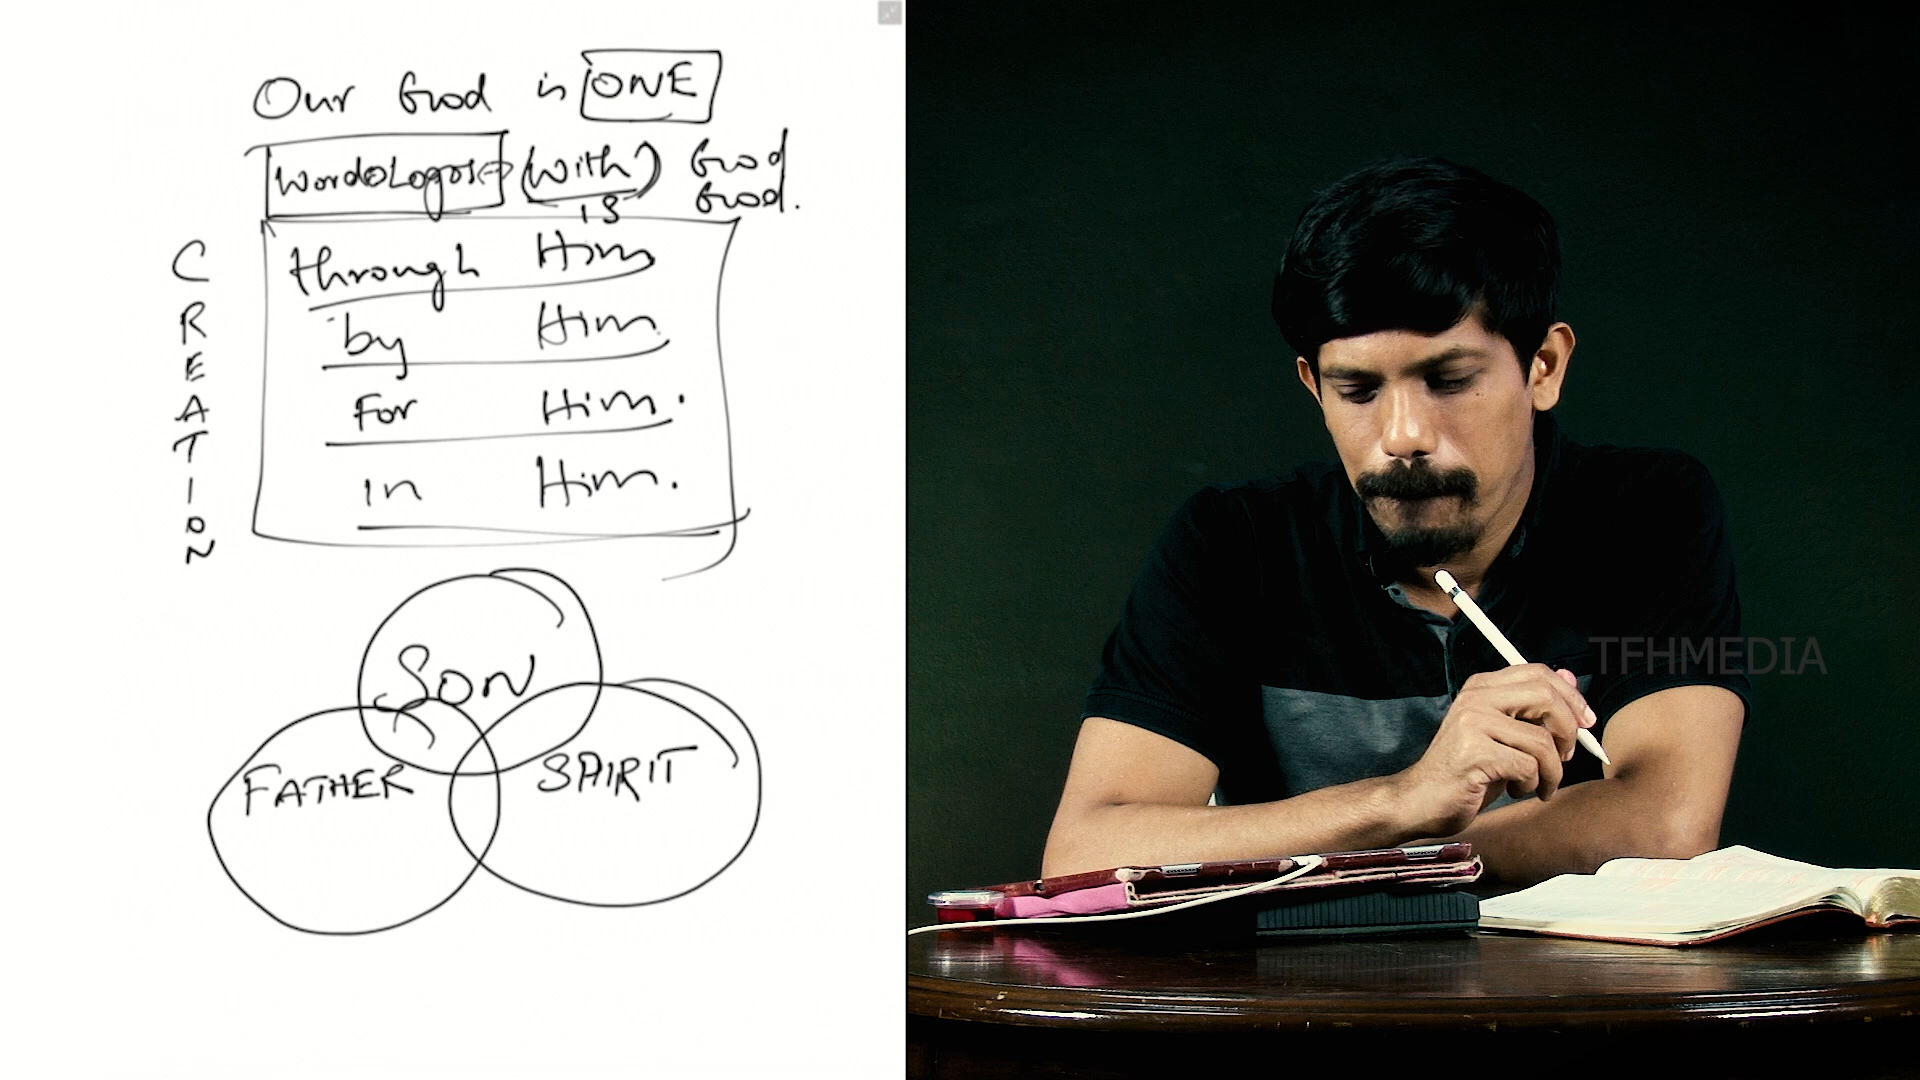 Our God is ONE
Word Logos (with) God
is God.
CREATION
through Him
by Him.
For Him.
in Him.
SON
FATHER
SPIRIT
TFHMEDIA